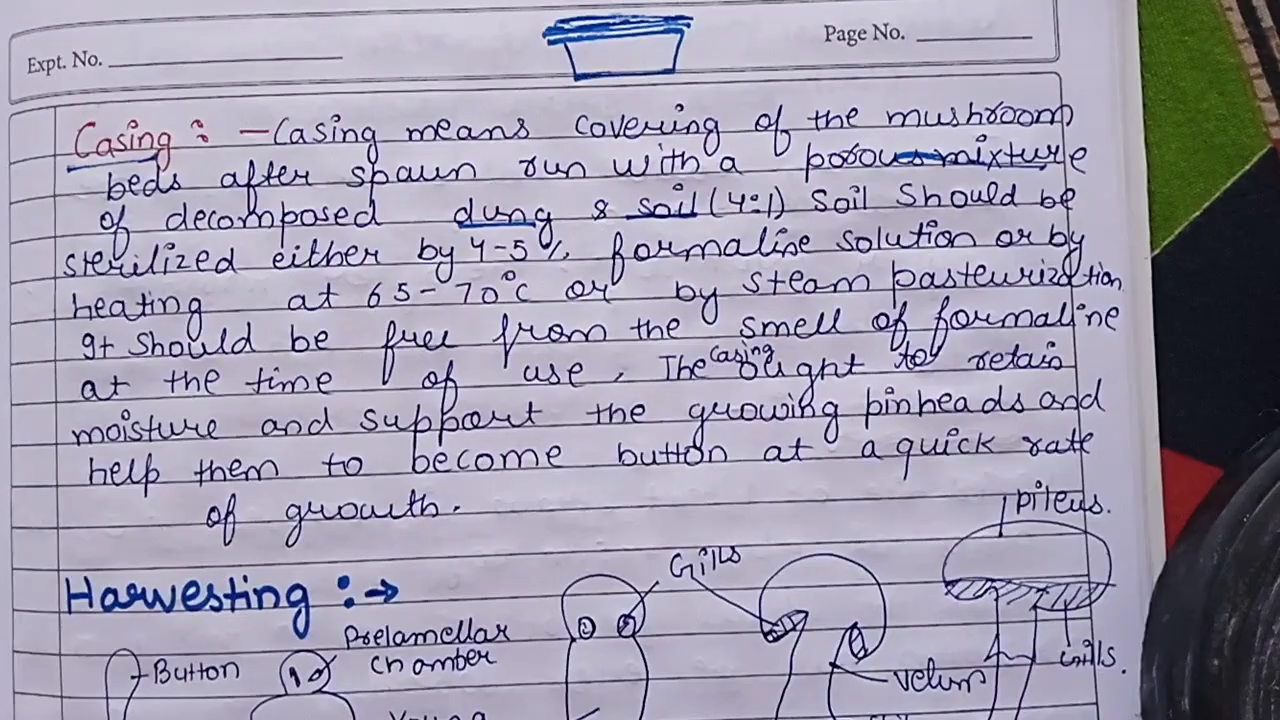 Expt. No.
Page No.
Casing : - Casing means covering of the mushroom
beds after spawn run with a porous mixture
of decomposed dung & soil (4:1) Soil Should be
sterilized either by 4-5% formaline solution or by
heating at 65-70°C or by steam pasteurization
It should be free from the smell of formaline
at the time of use, The casing ought to retain
moisture and support the growing pinheads and
help them to become button at a quick rate
of growth.
Pileus.
Gills
Harvesting :→
Prelamellar
Chamber
Button
Gills.
Velum
Young